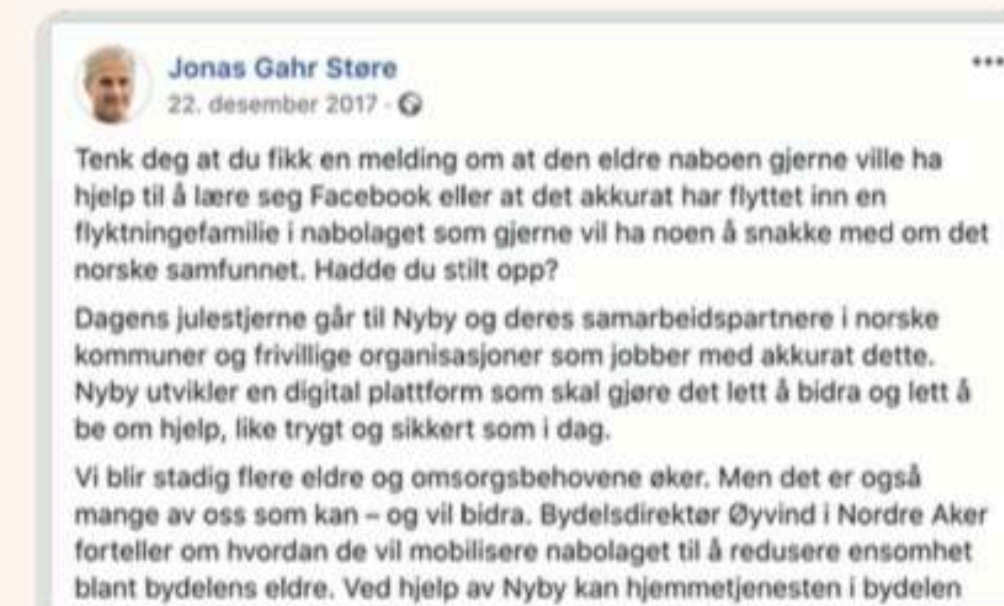 Jonas Gahr Støre
22. desember 2017 ·
Tenk deg at du fikk en melding om at den eldre naboen gjerne ville ha
hjelp til å lære seg Facebook eller at det akkurat har flyttet inn en
flyktningefamilie i nabolaget som gjerne vil ha noen å snakke med om det
norske samfunnet. Hadde du stilt opp?
Dagens julestjerne går til Nyby og deres samarbeidspartnere i norske
kommuner og frivillige organisasjoner som jobber med akkurat dette.
Nyby utvikler en digital plattform som skal gjøre det lett å bidra og lett å
be om hjelp, like trygt og sikkert som i dag.
Vi blir stadig flere eldre og omsorgsbehovene øker. Men det er også
mange av oss som kan – og vil bidra. Bydelsdirektør Øyvind i Nordre Aker
forteller om hvordan de vil mobilisere nabolaget til å redusere ensomhet
blant bydelens eldre. Ved hjelp av Nyby kan hjemmetjenesten i bydelen